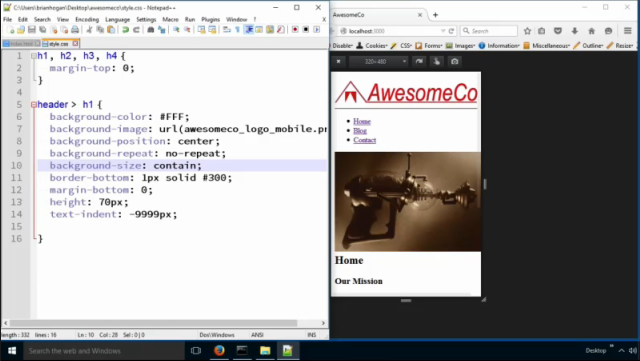 C:\Users\brianhogan\Desktop\awesomeco\style.css - Notepad++
File Edit Search View Encoding Language Settings Macro Run Plugins Window ?
index.html style.css
1 h1, h2, h3, h4 {
2 margin-top: 0;
3 }
4
5 header > h1 {
6 background-color: #FFF;
7 background-image: url(awesomeco_logo_mobile.pn
8 background-position: center;
9 background-repeat: no-repeat;
10 background-size: contain;
11 border-bottom: 1px solid #300;
12 margin-bottom: 0;
13 height: 70px;
14 text-indent: -9999px;
15
16 }
length : 332 lines : 16 Ln : 10 Col : 28 Sel : 0 | 0 Dos\Windows ANSI INS
AwesomeCo
localhost:3000
Search
Disable Cookies CSS Forms Images Information Miscellaneous Outline Resize
320×480
AwesomeCo
Home
Blog
Contact
Home
Our Mission
Search the web and Windows
Desktop